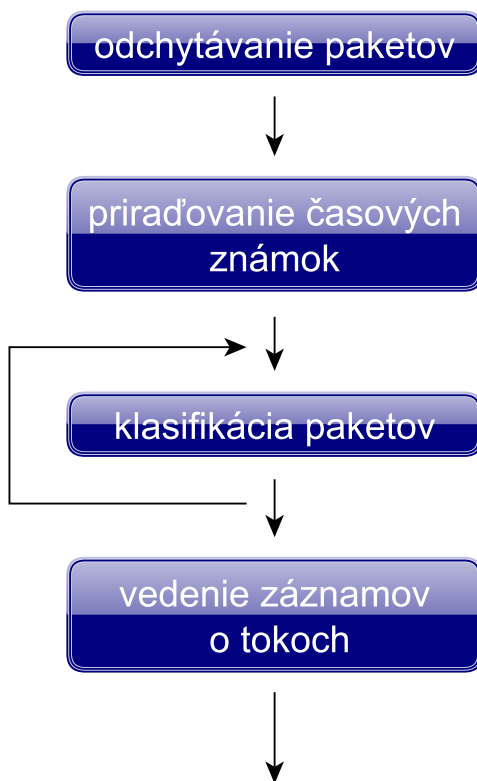 odchytávanie paketov
priraďovanie časových
známok
klasifikácia paketov
vedenie záznamov
o tokoch